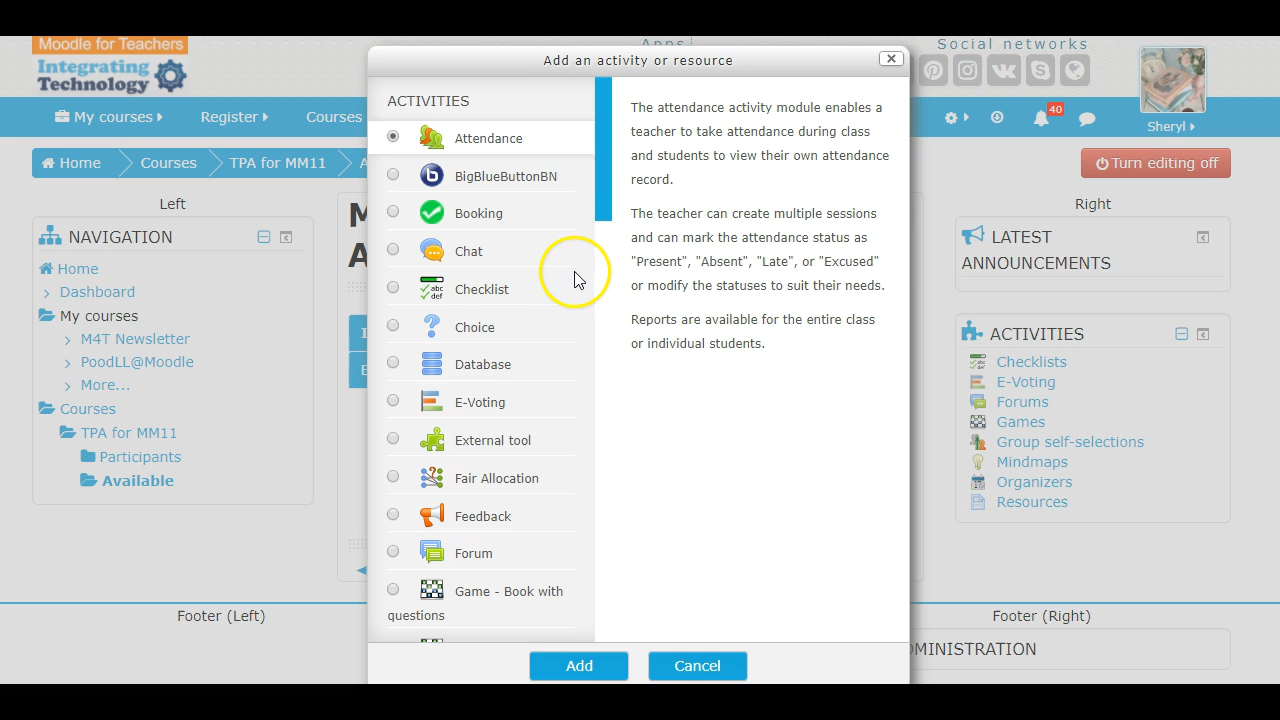 Moodle for Teachers
Integrating
Technology
Apps
Social networks
My courses
Register
Courses
40
Sheryl
Home
Courses
TPA for MM11
Turn editing off
Left
NAVIGATION
Home
Dashboard
My courses
M4T Newsletter
PoodLL@Moodle
More...
Courses
TPA for MM11
Participants
Available
Footer (Left)
Add an activity or resource
ACTIVITIES
Attendance
BigBlueButtonBN
Booking
Chat
Checklist
Choice
Database
E-Voting
External tool
Fair Allocation
Feedback
Forum
Game - Book with
questions
The attendance activity module enables a
teacher to take attendance during class
and students to view their own attendance
record.
The teacher can create multiple sessions
and can mark the attendance status as
"Present", "Absent", "Late", or "Excused"
or modify the statuses to suit their needs.
Reports are available for the entire class
or individual students.
Add
Cancel
Right
LATEST
ANNOUNCEMENTS
ACTIVITIES
Checklists
E-Voting
Forums
Games
Group self-selections
Mindmaps
Organizers
Resources
Footer (Right)